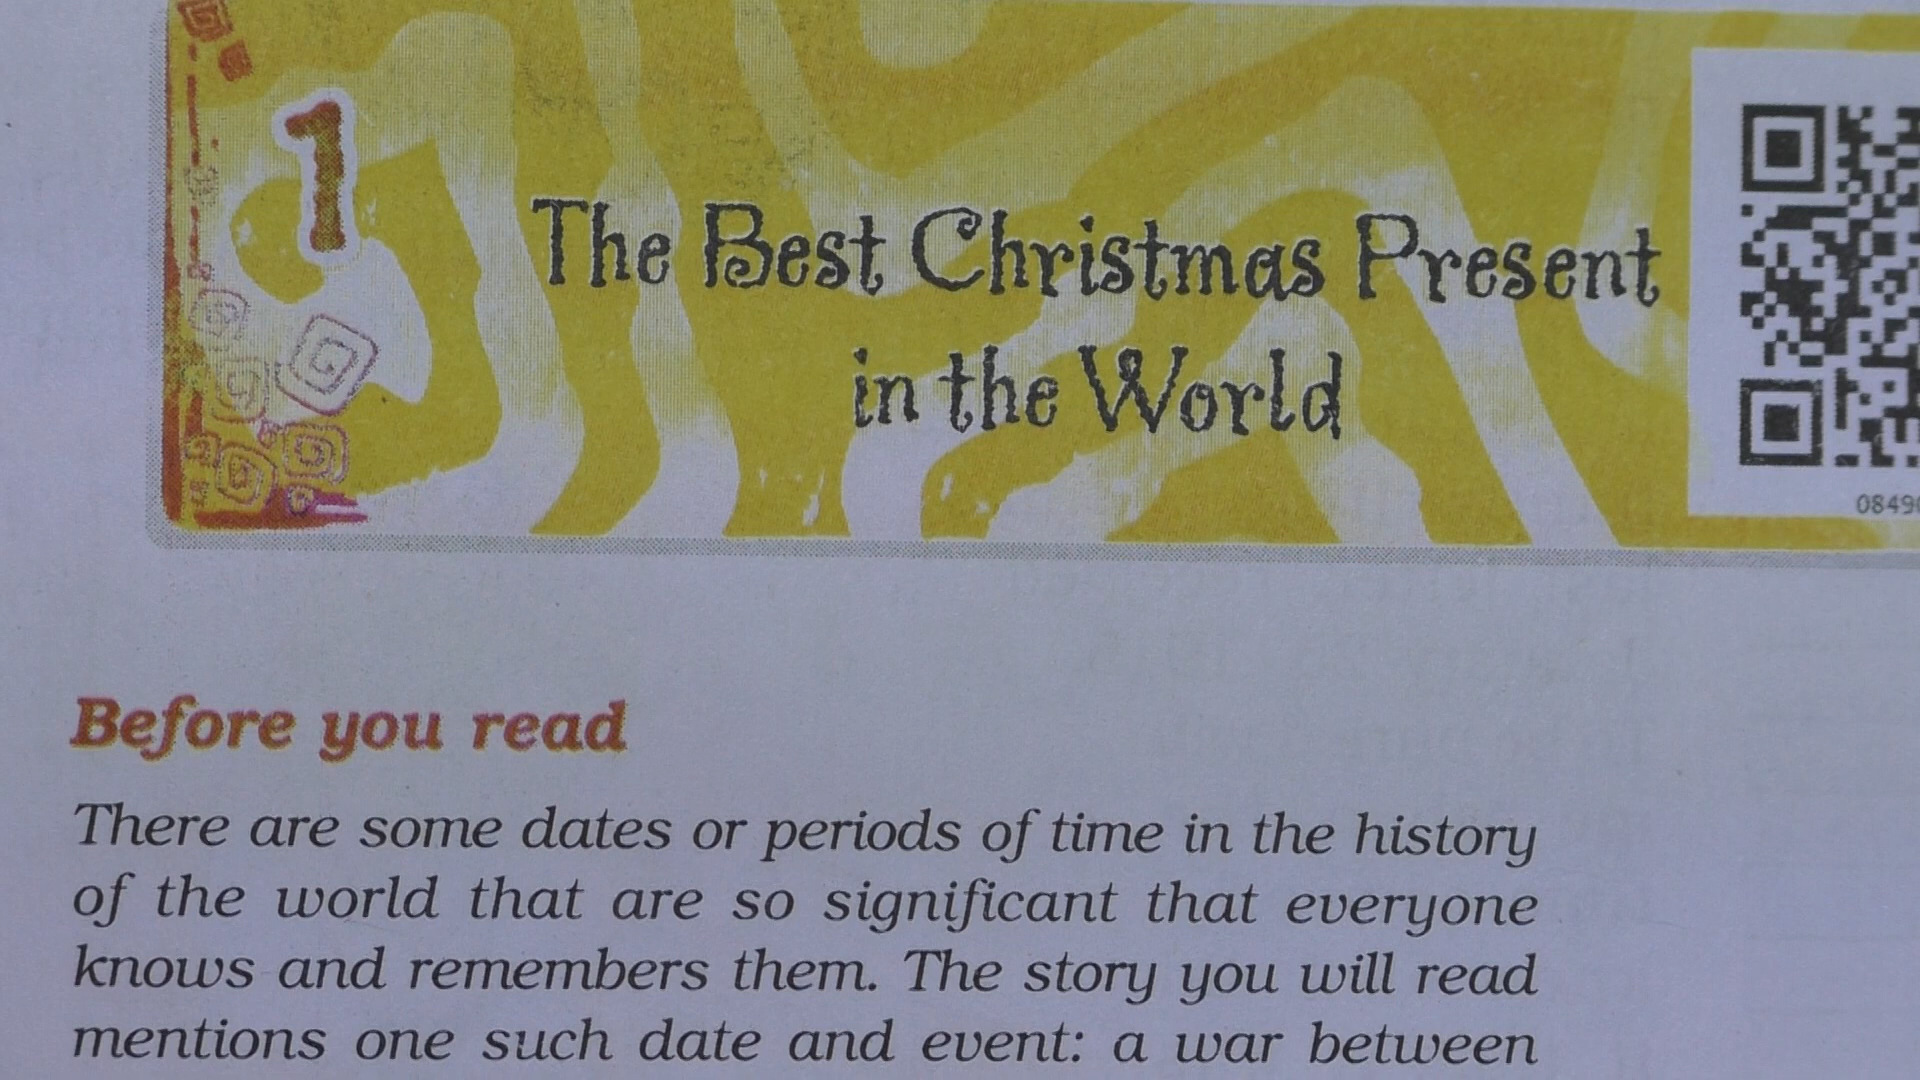 1
The Best Christmas Present
in the World
Before you read
There are some dates or periods of time in the history
of the world that are so significant that everyone
knows and remembers them. The story you will read
mentions one such date and event: a war between